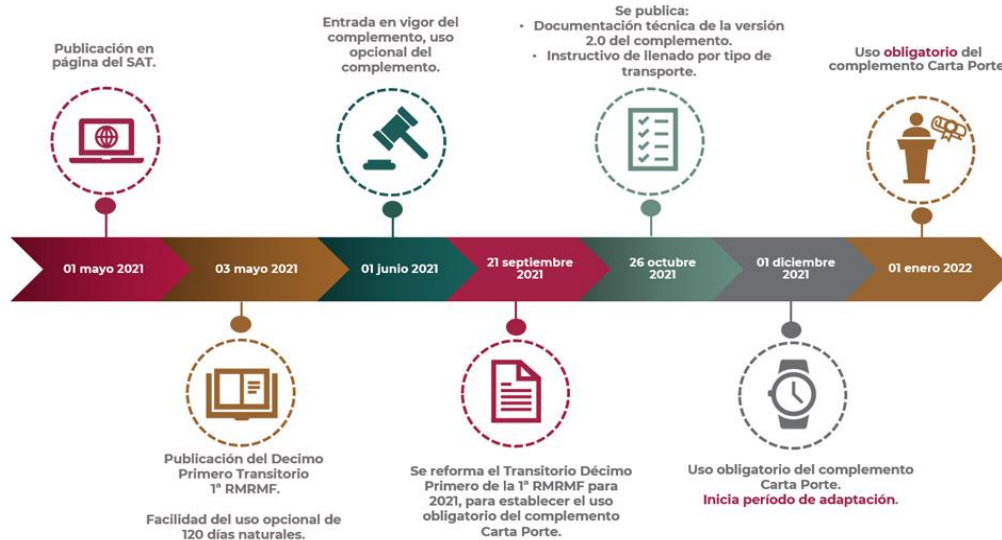 Publicación en
página del SAT.
Entrada en vigor del
complemento, uso
opcional del
complemento.
Se publica:
• Documentación técnica de la versión
2.0 del complemento.
• Instructivo de llenado por tipo de
transporte.
Uso obligatorio del
complemento Carta Porte
01 mayo 2021
03 mayo 2021
01 junio 2021
21 septiembre
2021
26 octubre
2021
01 diciembre
2021
01 enero 2022
Publicación del Decimo
Primero Transitorio
1ª RMRMF.
Facilidad del uso opcional de
120 días naturales.
Se reforma el Transitorio Décimo
Primero de la 1ª RMRMF para
2021, para establecer el uso
obligatorio del complemento
Carta Porte.
Uso obligatorio del complemento
Carta Porte.
Inicia período de adaptación.